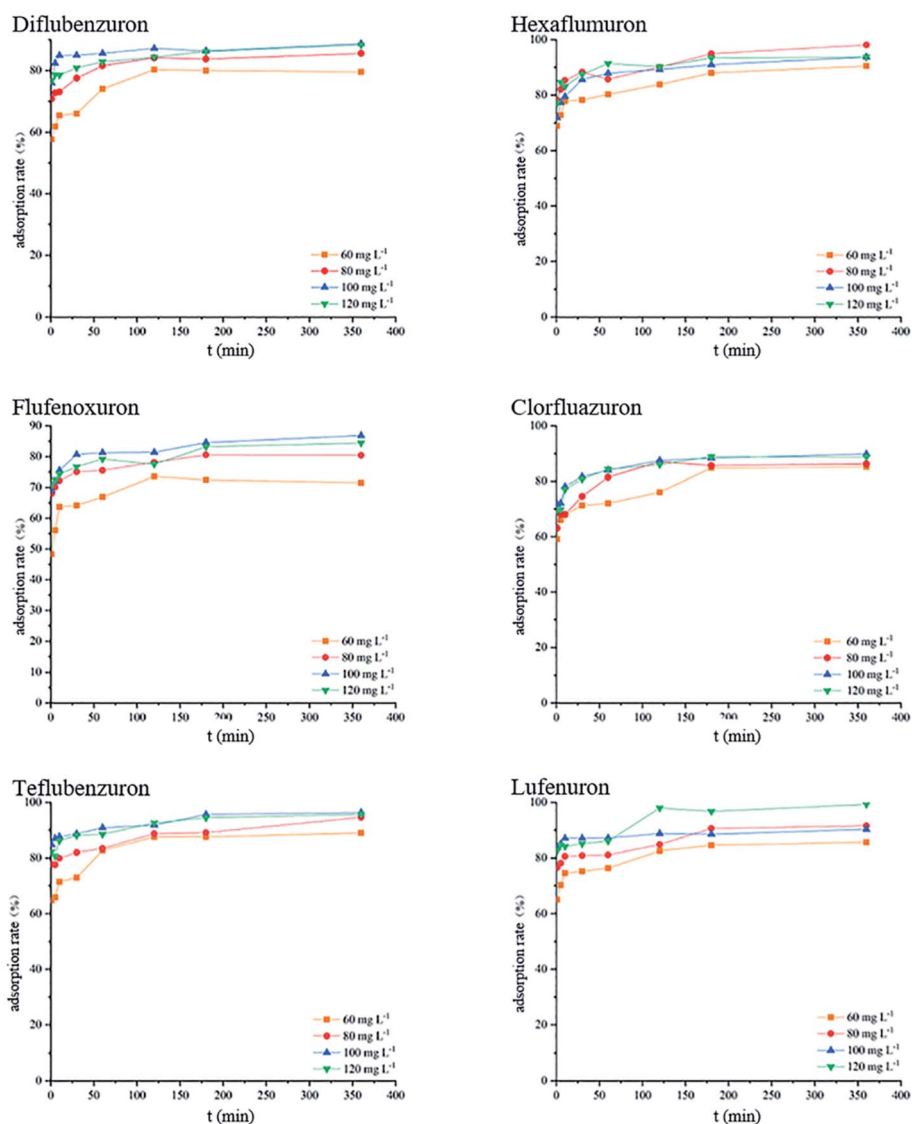 Diflubenzuron
80
60
40
20
0
adsorption rate (%)
0 50 100 150 200 250 300 350 400
t (min)
60 mg L⁻¹
80 mg L⁻¹
100 mg L⁻¹
120 mg L⁻¹
Hexaflumuron
100
80
60
40
20
0
adsorption rate (%)
0 50 100 150 200 250 300 350 400
t (min)
60 mg L⁻¹
80 mg L⁻¹
100 mg L⁻¹
120 mg L⁻¹
Flufenoxuron
90
80
70
60
50
40
30
20
10
0
adsorption rate (%)
0 50 100 150 200 250 300 350 400
t (min)
60 mg L⁻¹
80 mg L⁻¹
100 mg L⁻¹
120 mg L⁻¹
Clorfluazuron
100
80
60
40
20
0
adsorption rate (%)
0 50 100 150 200 250 300 350 400
t (min)
60 mg L⁻¹
80 mg L⁻¹
100 mg L⁻¹
120 mg L⁻¹
Teflubenzuron
100
80
60
40
20
0
adsorption rate (%)
0 50 100 150 200 250 300 350 400
t (min)
60 mg L⁻¹
80 mg L⁻¹
100 mg L⁻¹
120 mg L⁻¹
Lufenuron
100
80
60
40
20
0
adsorption rate (%)
0 50 100 150 200 250 300 350 400
t (min)
60 mg L⁻¹
80 mg L⁻¹
100 mg L⁻¹
120 mg L⁻¹